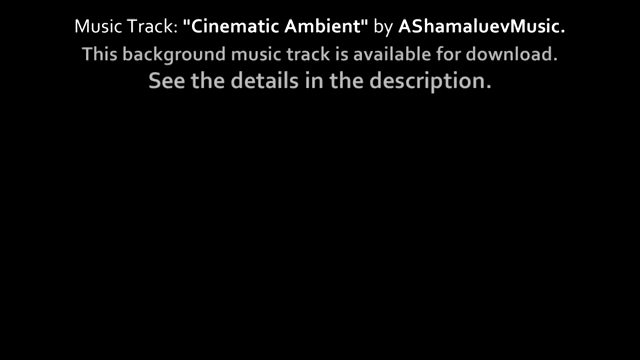 Music Track: "Cinematic Ambient" by AShamaluevMusic.
This background music track is available for download.
See the details in the description.